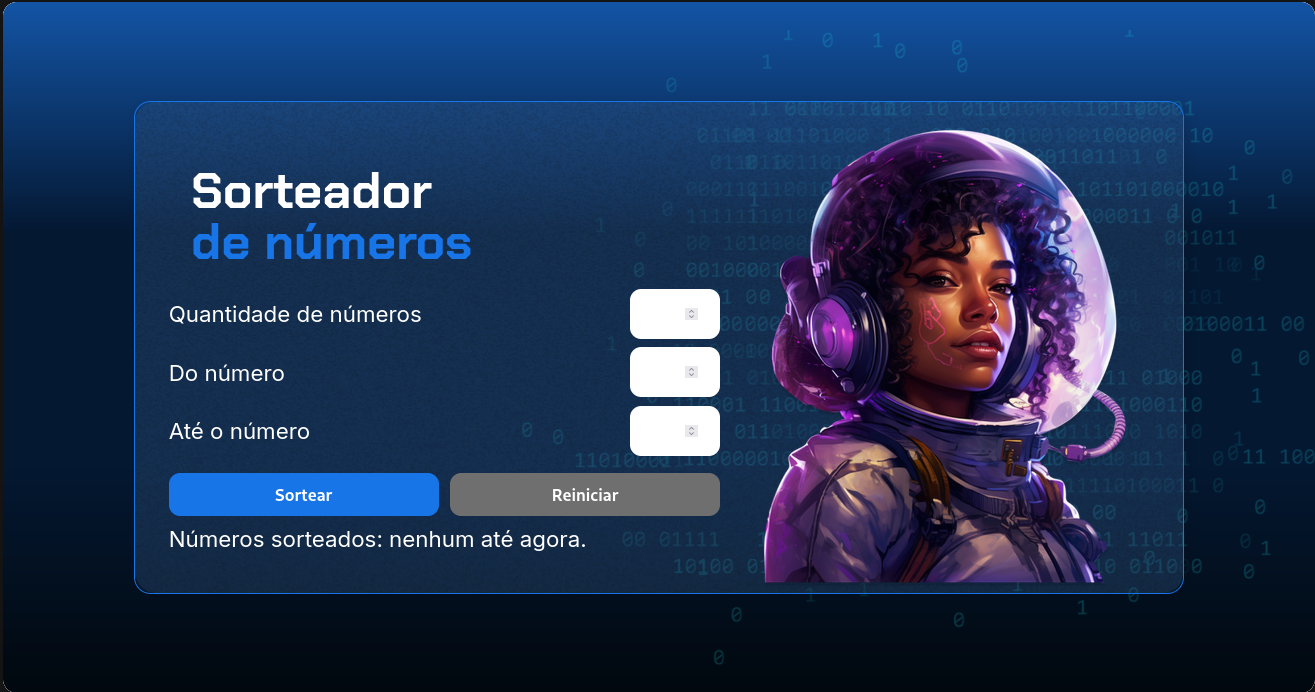 Sorteador
de números
Quantidade de números
Do número
Até o número
Sortear
Reiniciar
Números sorteados: nenhum até agora.